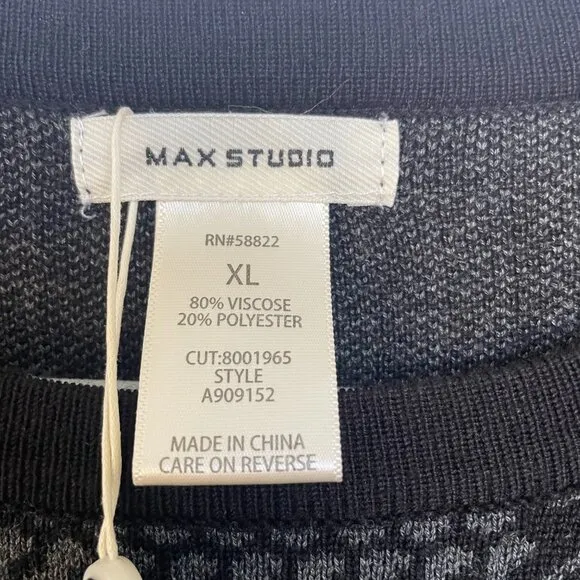 MAX STUDIO
RN#58822
XL
80% VISCOSE
20% POLYESTER
CUT:8001965
STYLE
A909152
MADE IN CHINA
CARE ON REVERSE